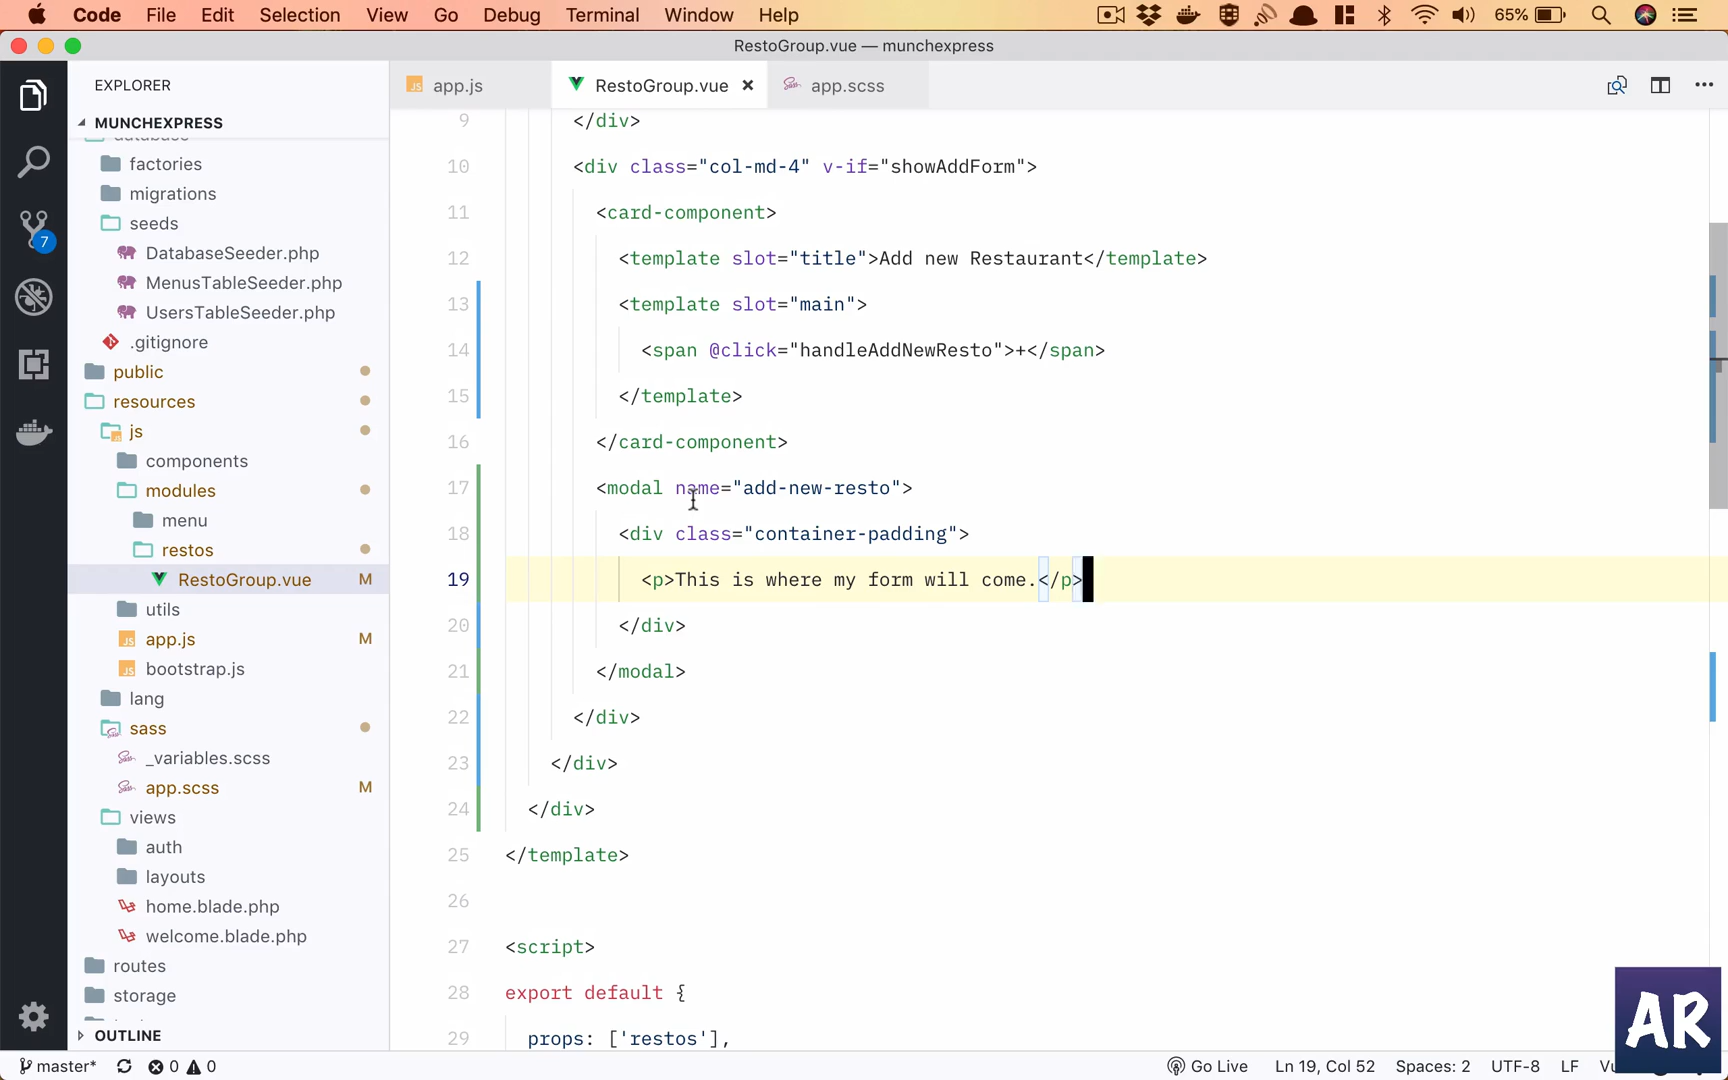 Code File Edit Selection View Go Debug Terminal Window Help 65%
RestoGroup.vue — munchexpress
EXPLORER
JS app.js
RestoGroup.vue ×
app.scss
MUNCHEXPRESS
database
factories
migrations
seeds
DatabaseSeeder.php
MenusTableSeeder.php
UsersTableSeeder.php
.gitignore
public
resources
js
components
modules
menu
restos
RestoGroup.vue M
utils
JS app.js M
JS bootstrap.js
lang
sass
_variables.scss
app.scss M
views
auth
layouts
home.blade.php
welcome.blade.php
routes
storage
OUTLINE
7
9 </div>
10 <div class="col-md-4" v-if="showAddForm">
11 <card-component>
12 <template slot="title">Add new Restaurant</template>
13 <template slot="main">
14 <span @click="handleAddNewResto">+</span>
15 </template>
16 </card-component>
17 <modal name="add-new-resto">
18 <div class="container-padding">
19 <p>This is where my form will come.</p>
20 </div>
21 </modal>
22 </div>
23 </div>
24 </div>
25 </template>
26
27 <script>
28 export default {
29 props: ['restos'],
AR
master* 0 0 Go Live Ln 19, Col 52 Spaces: 2 UTF-8 LF